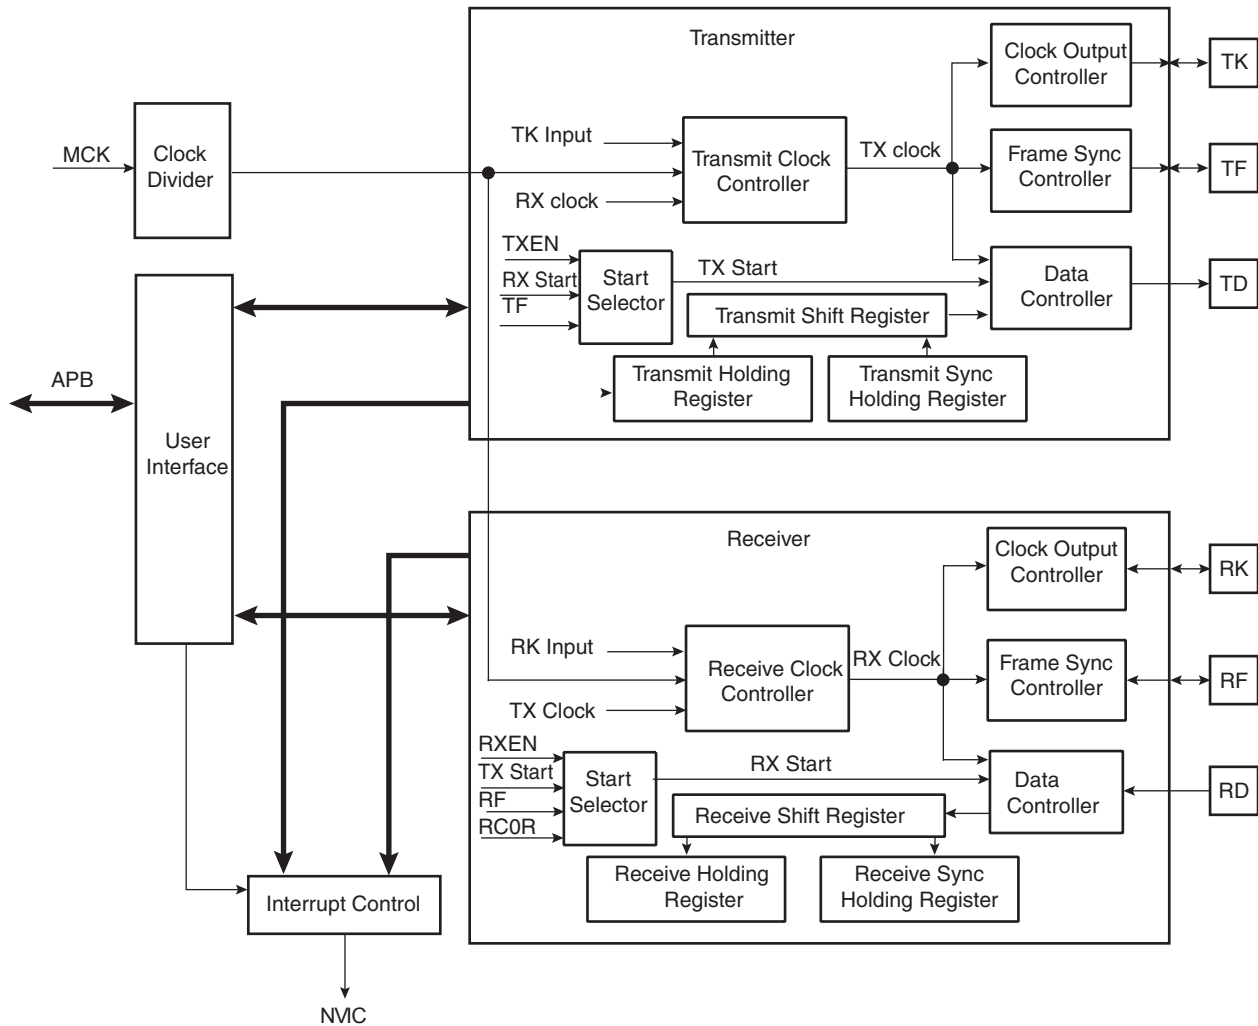 Transmitter
Clock Output
Controller
TK
MCK
Clock
Divider
TK Input
Transmit Clock
Controller
RX clock
TX clock
Frame Sync
Controller
TF
TXEN
RX Start
TF
Start
Selector
TX Start
Data
Controller
TD
Transmit Shift Register
Transmit Holding
Register
Transmit Sync
Holding Register
APB
User
Interface
Receiver
Clock Output
Controller
RK
RK Input
Receive Clock
Controller
TX Clock
RX Clock
Frame Sync
Controller
RF
RXEN
TX Start
RF
RC0R
Start
Selector
RX Start
Data
Controller
RD
Receive Shift Register
Receive Holding
Register
Receive Sync
Holding Register
Interrupt Control
NVIC